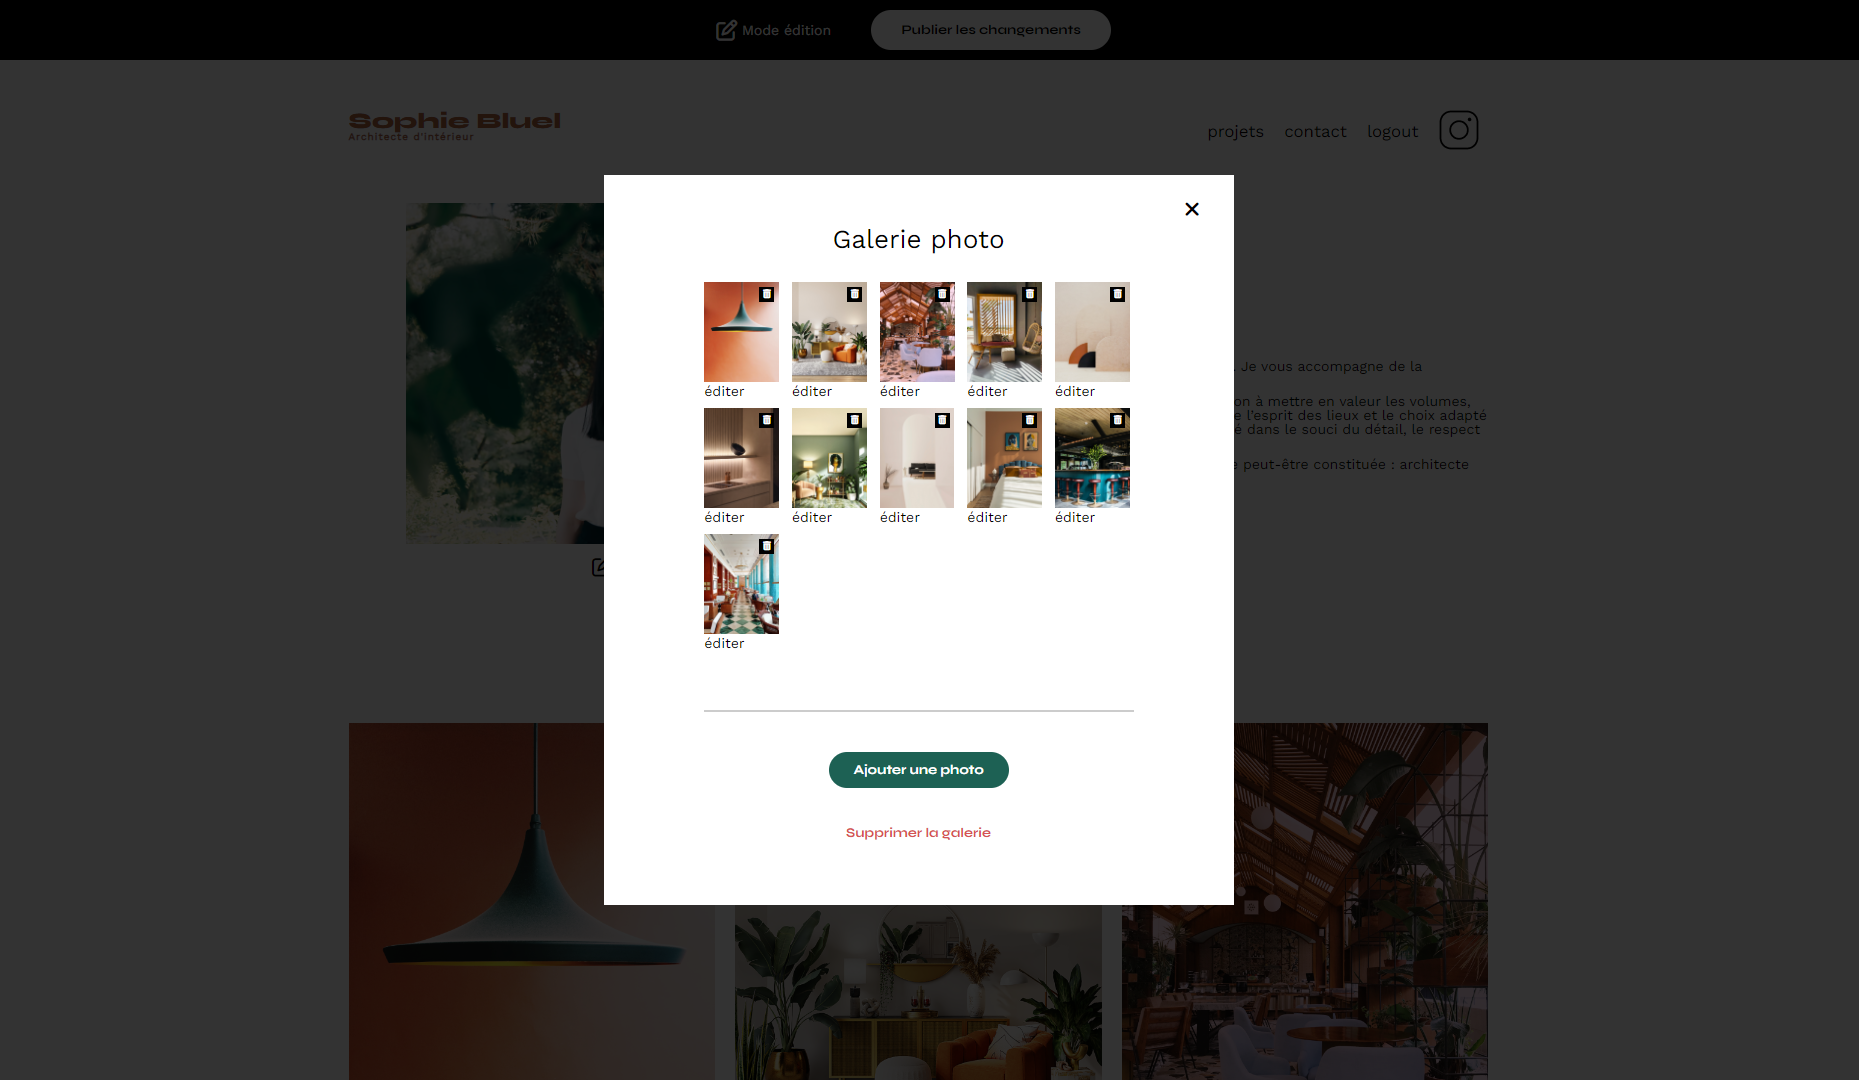 Mode édition
Publier les changements
Sophie Bluel
Architecte d'intérieur
projets contact logout
Galerie photo
éditer éditer éditer éditer éditer
éditer éditer éditer éditer éditer
éditer
Ajouter une photo
Supprimer la galerie
. Je vous accompagne de la
on à mettre en valeur les volumes,
e l'esprit des lieux et le choix adapté
é dans le souci du détail, le respect
e peut-être constituée : architecte